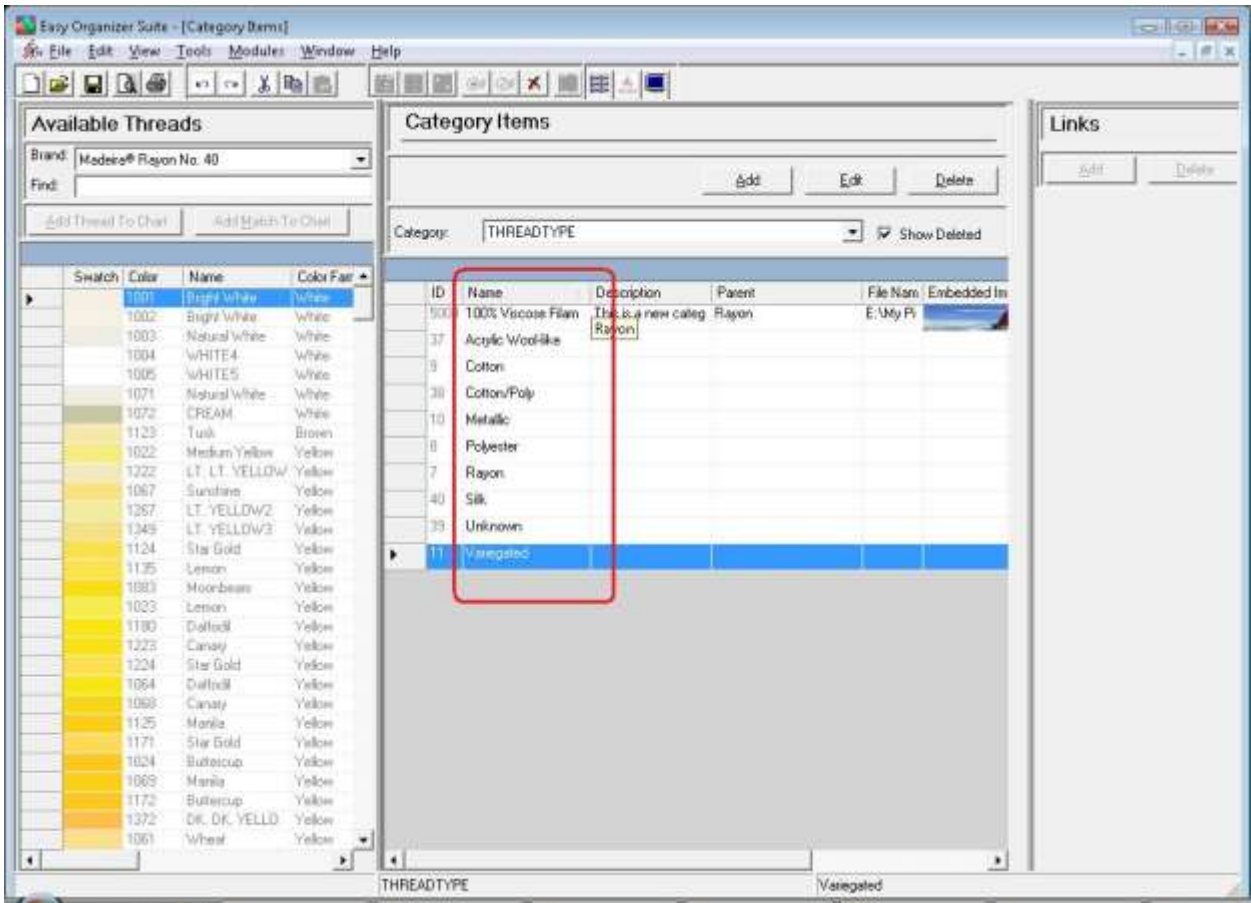 Easy Organizer Suite - [Category Items]
File Edit View Tools Modules Window Help
Available Threads
Brand: Madeira® Rayon No. 40
Find:
Add Thread To Chart Add Match To Chart
Swatch Color Name Color Fam
1001 Bright White White
1002 Bright White White
1003 Natural White White
1004 WHITE4 White
1005 WHITE5 White
1071 Natural White White
1072 CREAM White
1123 Tusk Brown
1022 Medium Yellow Yellow
1222 LT. LT. YELLOW Yellow
1067 Sunshine Yellow
1267 LT. YELLOW2 Yellow
1349 LT. YELLOW3 Yellow
1124 Star Gold Yellow
1135 Lemon Yellow
1083 Moonbeam Yellow
1023 Lemon Yellow
1180 Daffodil Yellow
1223 Canary Yellow
1224 Star Gold Yellow
1064 Daffodil Yellow
1068 Canary Yellow
1125 Manila Yellow
1171 Star Gold Yellow
1024 Buttercup Yellow
1069 Manila Yellow
1172 Buttercup Yellow
1372 DK. DK. YELLO Yellow
1061 Wheat Yellow
Category Items
Add Edit Delete
Category: THREADTYPE Show Deleted
ID Name Description Parent File Nam Embedded Im
100% Viscose Filam This is a new categ Rayon E:\My Pi
Rayon
37 Acrylic Wool-like
9 Cotton
38 Cotton/Poly
10 Metallic
8 Polyester
7 Rayon
40 Silk
39 Unknown
11 Variegated
Links
Add Delete
THREADTYPE Variegated